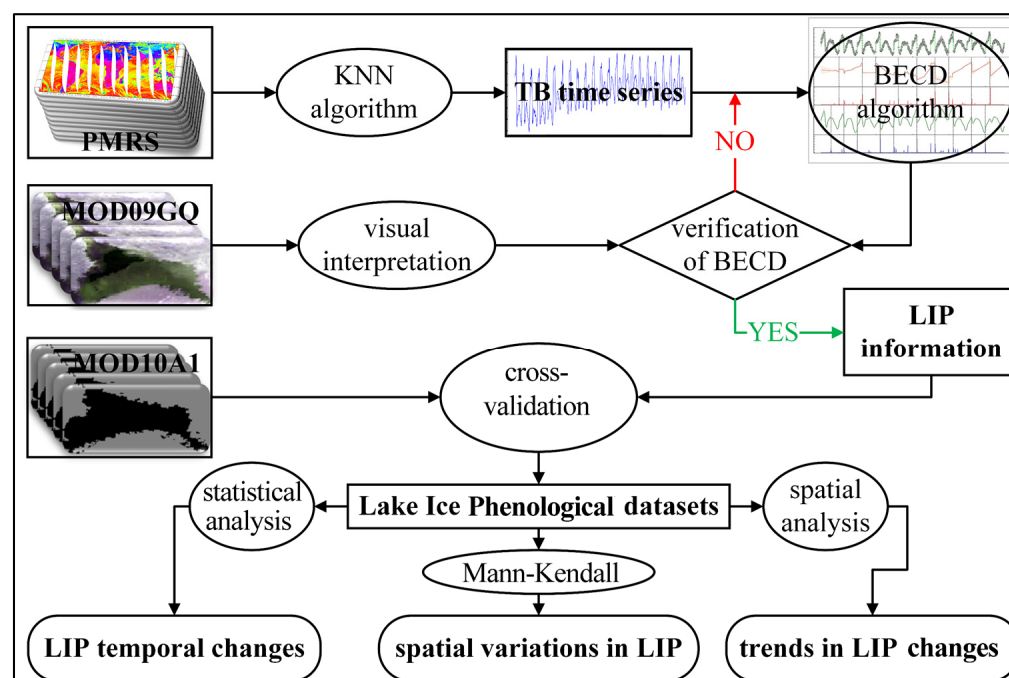 PMRS
KNN
algorithm
TB time series
BECD
algorithm
NO
MOD09GQ
visual
interpretation
verification
of BECD
YES
LIP
information
MOD10A1
cross-
validation
statistical
analysis
Lake Ice Phenological datasets
spatial
analysis
Mann-Kendall
LIP temporal changes
spatial variations in LIP
trends in LIP changes